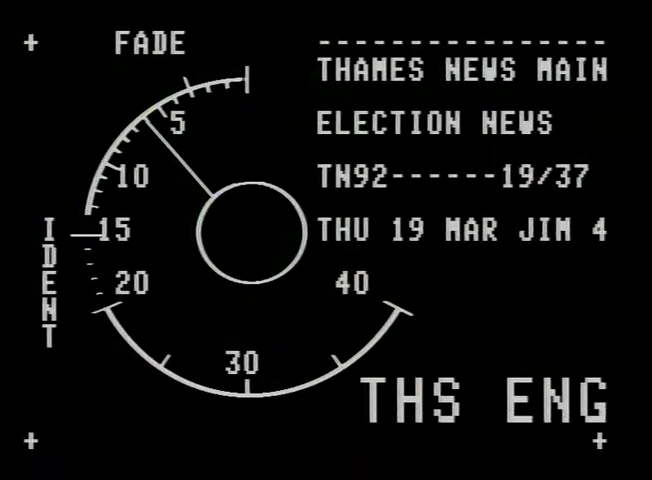 FADE
----------------
THAMES NEWS MAIN
ELECTION NEWS
TN92------19/37
THU 19 MAR JIM 4
5
10
15
20
30
40
IDENT
THS ENG